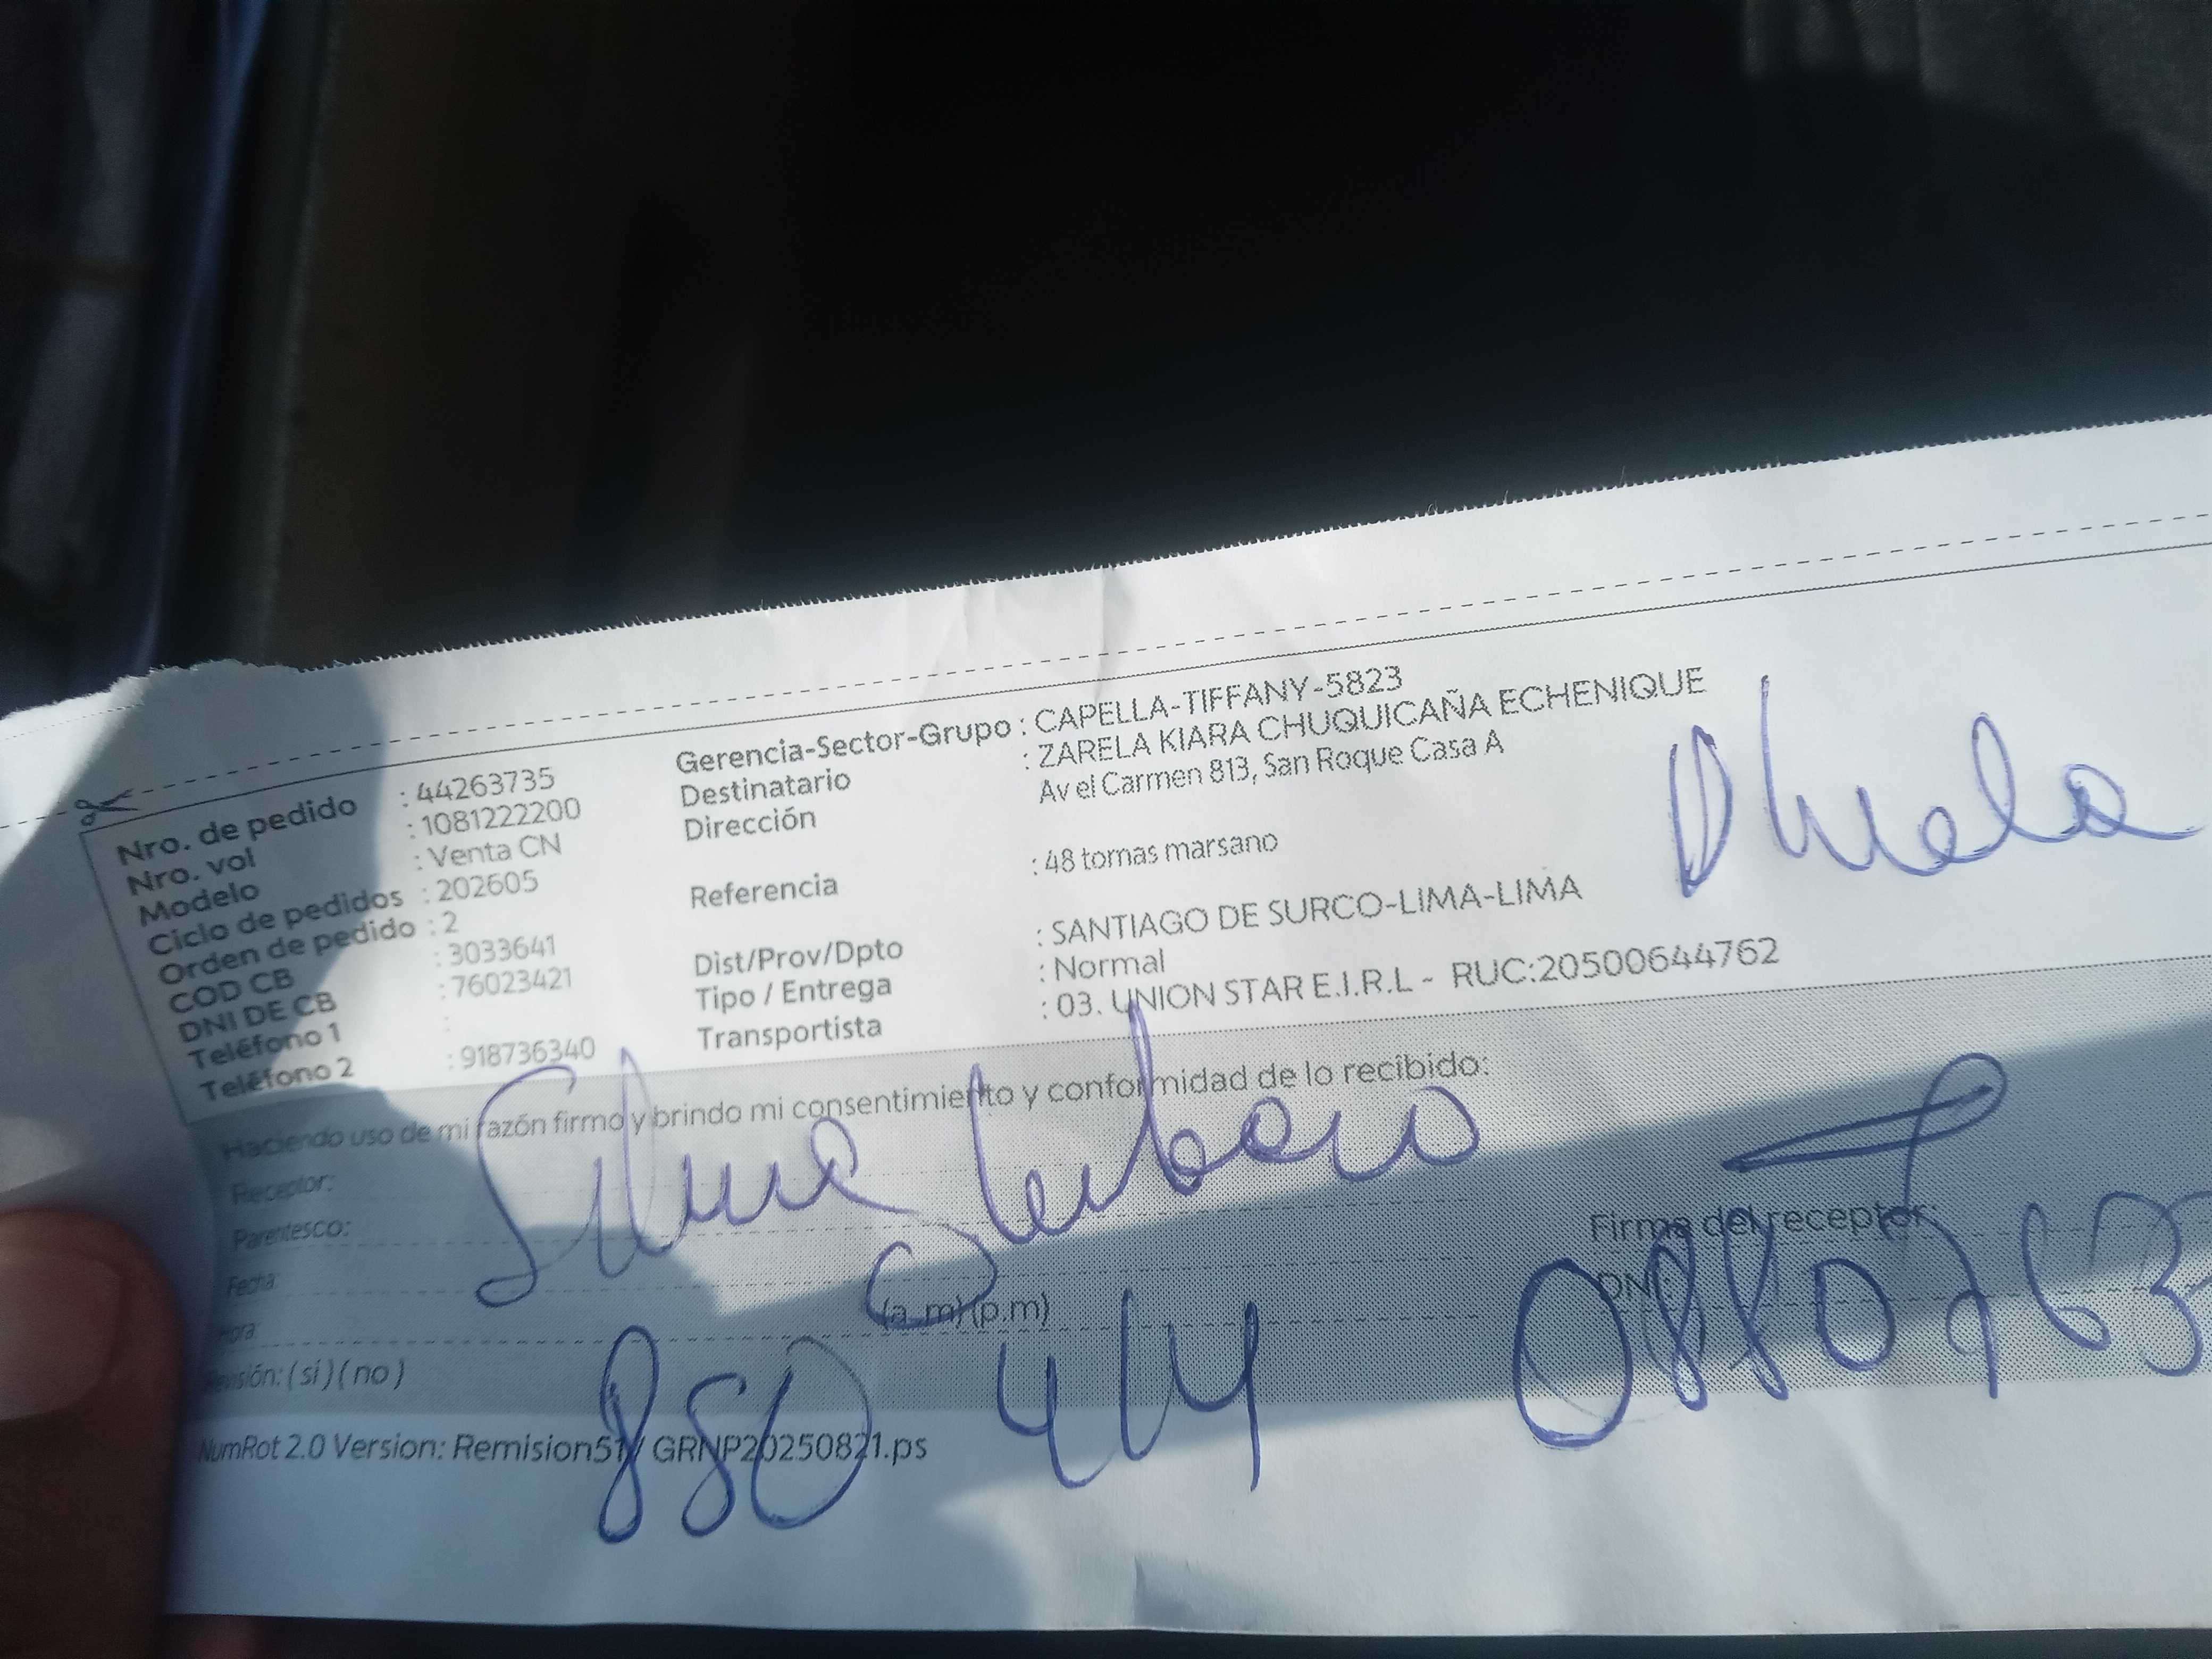 Nro. de pedido : 44263735
Nro. vol : 1081222200
Modelo : Venta CN
Ciclo de pedidos : 202605
Orden de pedido : 2
COD CB : 3033641
DNI DE CB : 76023421
Teléfono 1 :
Teléfono 2 : 918736340
Gerencia-Sector-Grupo : CAPELLA-TIFFANY-5823
Destinatario : ZARELA KIARA CHUQUICAÑA ECHENIQUE
Dirección Av el Carmen 813, San Roque Casa A
Referencia : 48 tomas marsano
Dist/Prov/Dpto : SANTIAGO DE SURCO-LIMA-LIMA
Tipo / Entrega : Normal
Transportista : 03. UNION STAR E.I.R.L - RUC:20500644762
Haciendo uso de mi razón firmo y brindo mi consentimiento y conformidad de lo recibido:
Receptor:
Parentesco:
Fecha:
Hora: (a. m) (p.m)
Revisión: ( si ) ( no )
Firma del receptor:
DNI:
NumRot 2.0 Version: Remision51/ GRNP20250821.ps